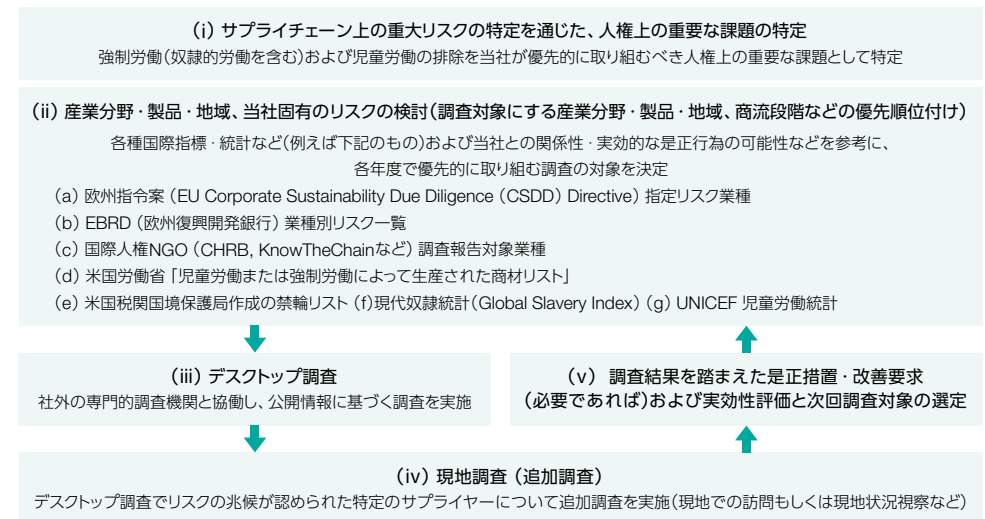 (i) サプライチェーン上の重大リスクの特定を通じた、人権上の重要な課題の特定
強制労働(奴隷的労働を含む)および児童労働の排除を当社が優先的に取り組むべき人権上の重要な課題として特定
(ii) 産業分野・製品・地域、当社固有のリスクの検討(調査対象にする産業分野・製品・地域、商流段階などの優先順位付け)
各種国際指標・統計など(例えば下記のもの)および当社との関係性・実効的な是正行為の可能性などを参考に、
各年度で優先的に取り組む調査の対象を決定
(a) 欧州指令案 (EU Corporate Sustainability Due Diligence (CSDD) Directive) 指定リスク業種
(b) EBRD (欧州復興開発銀行) 業種別リスク一覧
(c) 国際人権NGO (CHRB, KnowTheChainなど) 調査報告対象業種
(d) 米国労働省「児童労働または強制労働によって生産された商材リスト」
(e) 米国税関国境保護局作成の禁輸リスト (f)現代奴隷統計(Global Slavery Index) (g) UNICEF 児童労働統計
(iii) デスクトップ調査
社外の専門的調査機関と協働し、公開情報に基づく調査を実施
(v) 調査結果を踏まえた是正措置・改善要求
(必要であれば)および実効性評価と次回調査対象の選定
(iv) 現地調査 (追加調査)
デスクトップ調査でリスクの兆候が認められた特定のサプライヤーについて追加調査を実施(現地での訪問もしくは現地状況視察など)